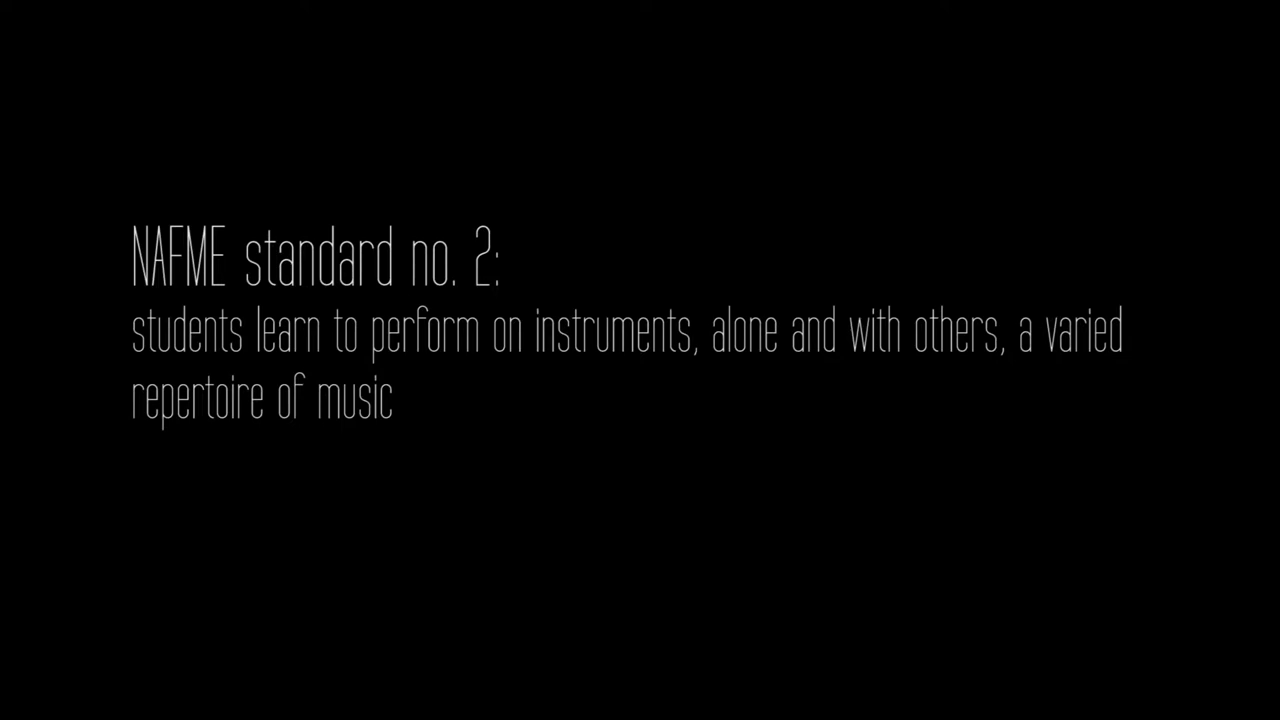 NAFME standard no. 2:
students learn to perform on instruments, alone and with others, a varied
repertoire of music